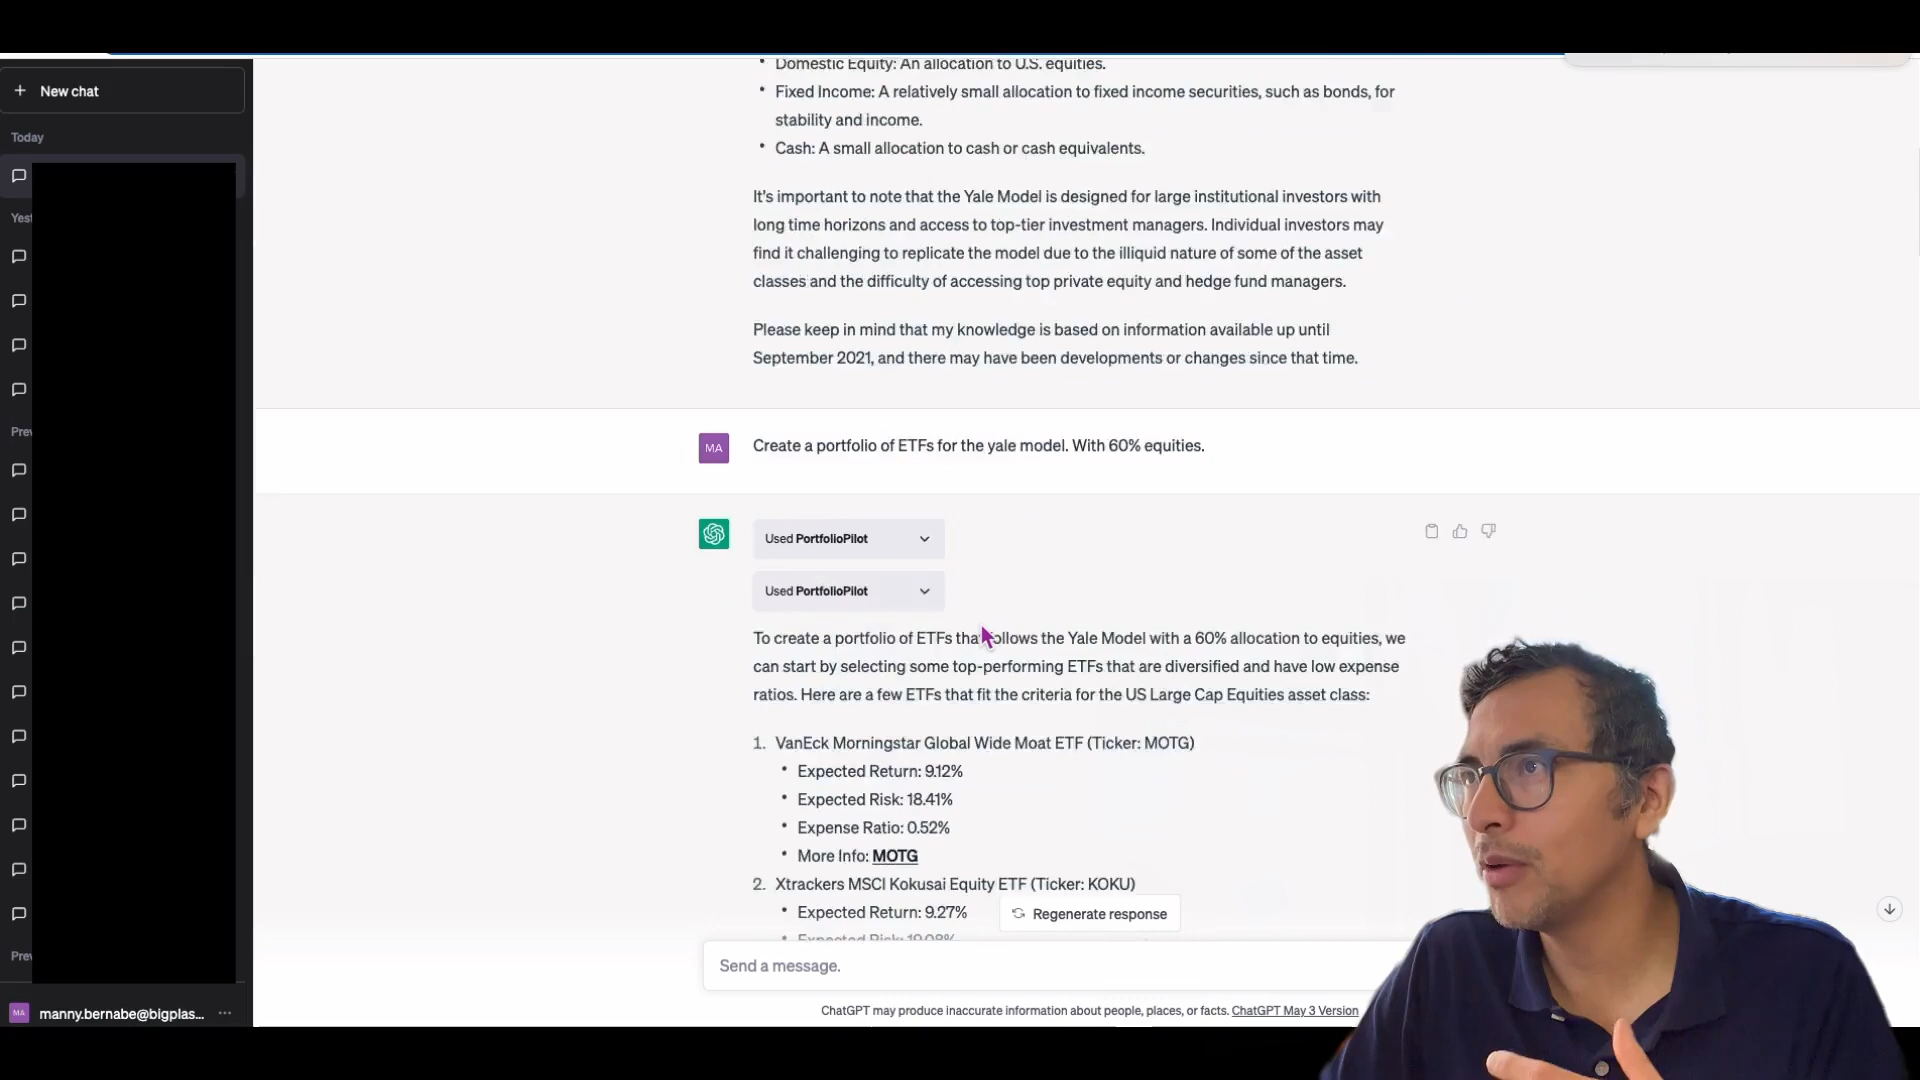 New chat
Today
Yest
Prev
Prev
manny.bernabe@bigplas...
MA
Domestic Equity: An allocation to U.S. equities.
Fixed Income: A relatively small allocation to fixed income securities, such as bonds, for
stability and income.
Cash: A small allocation to cash or cash equivalents.
It's important to note that the Yale Model is designed for large institutional investors with
long time horizons and access to top-tier investment managers. Individual investors may
find it challenging to replicate the model due to the illiquid nature of some of the asset
classes and the difficulty of accessing top private equity and hedge fund managers.
Please keep in mind that my knowledge is based on information available up until
September 2021, and there may have been developments or changes since that time.
MA
Create a portfolio of ETFs for the yale model. With 60% equities.
Used PortfolioPilot
Used PortfolioPilot
To create a portfolio of ETFs that follows the Yale Model with a 60% allocation to equities, we
can start by selecting some top-performing ETFs that are diversified and have low expense
ratios. Here are a few ETFs that fit the criteria for the US Large Cap Equities asset class:
1. VanEck Morningstar Global Wide Moat ETF (Ticker: MOTG)
Expected Return: 9.12%
Expected Risk: 18.41%
Expense Ratio: 0.52%
More Info: MOTG
2. Xtrackers MSCI Kokusai Equity ETF (Ticker: KOKU)
Expected Return: 9.27%
Regenerate response
Expected Risk: 19.08%
Send a message.
ChatGPT may produce inaccurate information about people, places, or facts. ChatGPT May 3 Version